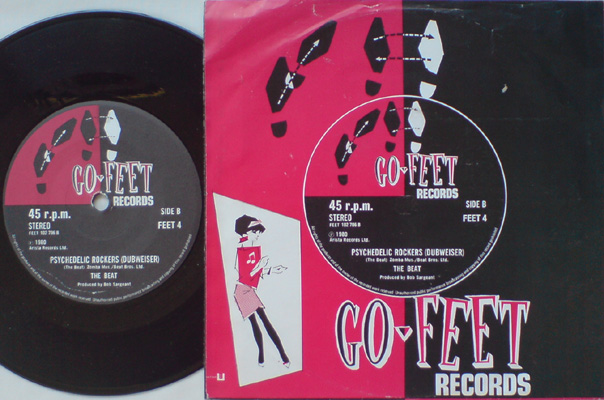 GO-FEET
RECORDS
45 r.p.m.
STEREO
FEET 102 706 B
SIDE B
FEET 4
℗ 1980
Arista Records Ltd.
PSYCHEDELIC ROCKERS (DUBWEISER)
(The Beat) Zomba Mus./Beat Bros. Ltd.
THE BEAT
Produced by Bob Sargeant
GO-FEET
RECORDS
45 r.p.m.
STEREO
FEET 102 706 B
SIDE B
FEET 4
℗ 1980
Arista Records Ltd.
PSYCHEDELIC ROCKERS (DUBWEISER)
(The Beat) Zomba Mus./Beat Bros. Ltd.
THE BEAT
Produced by Bob Sargeant
GO-FEET
RECORDS